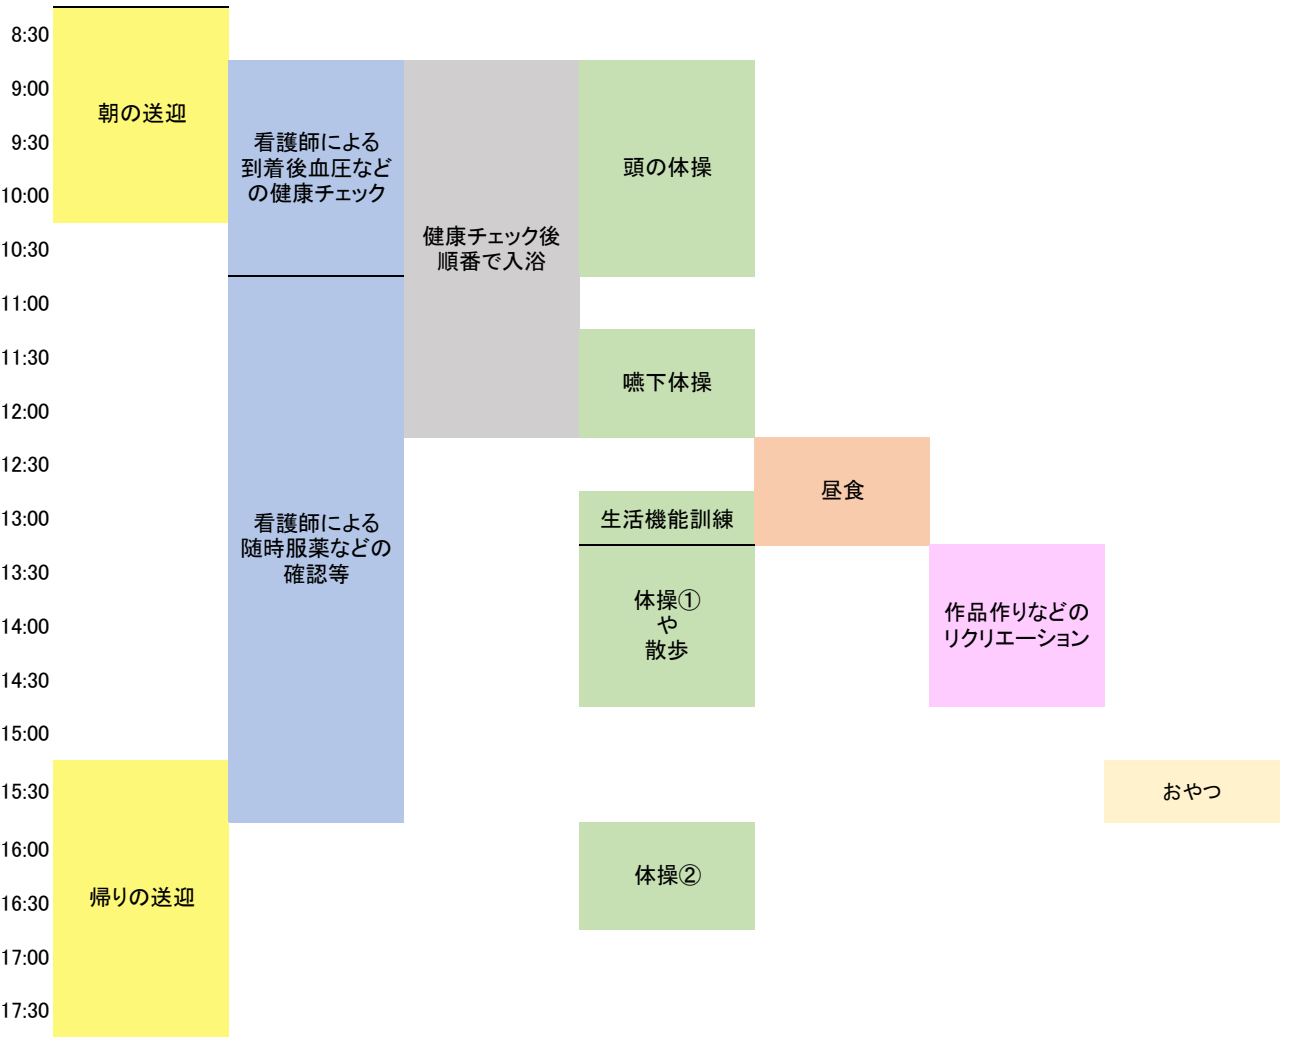 8:30
9:00
9:30
10:00
10:30
11:00
11:30
12:00
12:30
13:00
13:30
14:00
14:30
15:00
15:30
16:00
16:30
17:00
17:30
朝の送迎
帰りの送迎
看護師による
到着後血圧など
の健康チェック
看護師による
随時服薬などの
確認等
健康チェック後
順番で入浴
頭の体操
嚥下体操
生活機能訓練
体操①
や
散歩
体操②
昼食
作品作りなどの
リクリエーション
おやつ